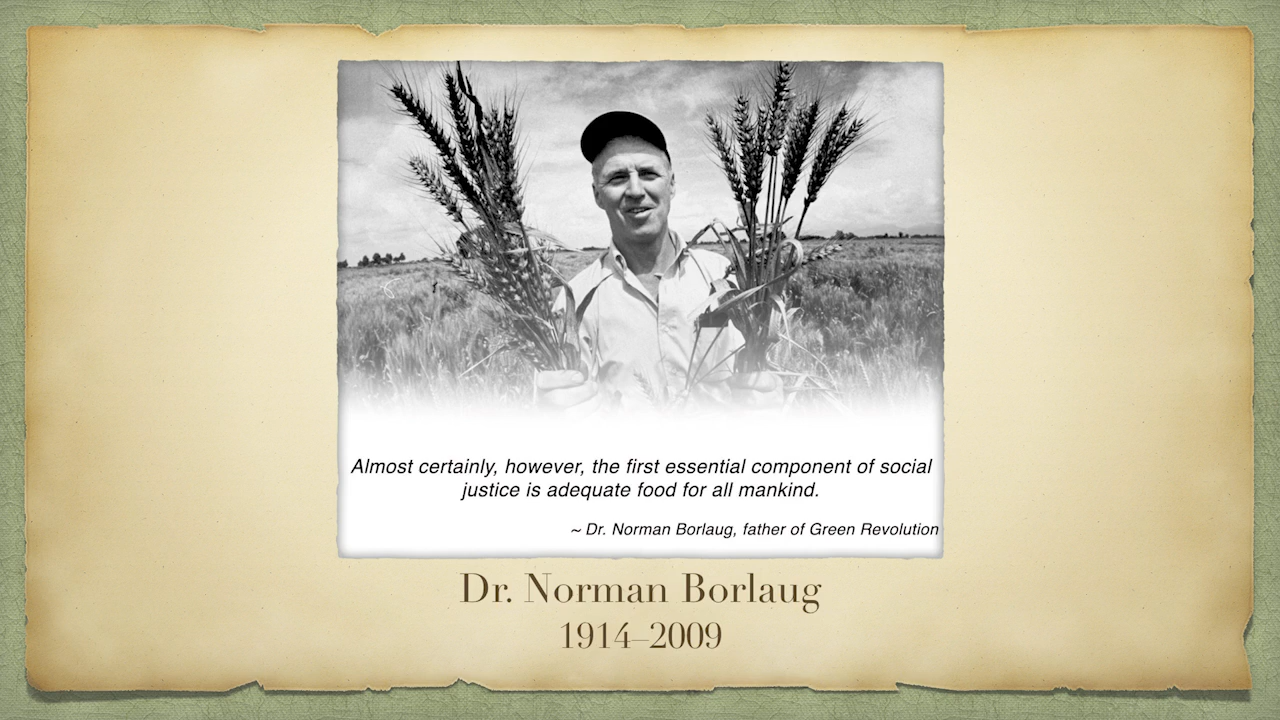 Almost certainly, however, the first essential component of social
justice is adequate food for all mankind.
~ Dr. Norman Borlaug, father of Green Revolution
Dr. Norman Borlaug
1914–2009